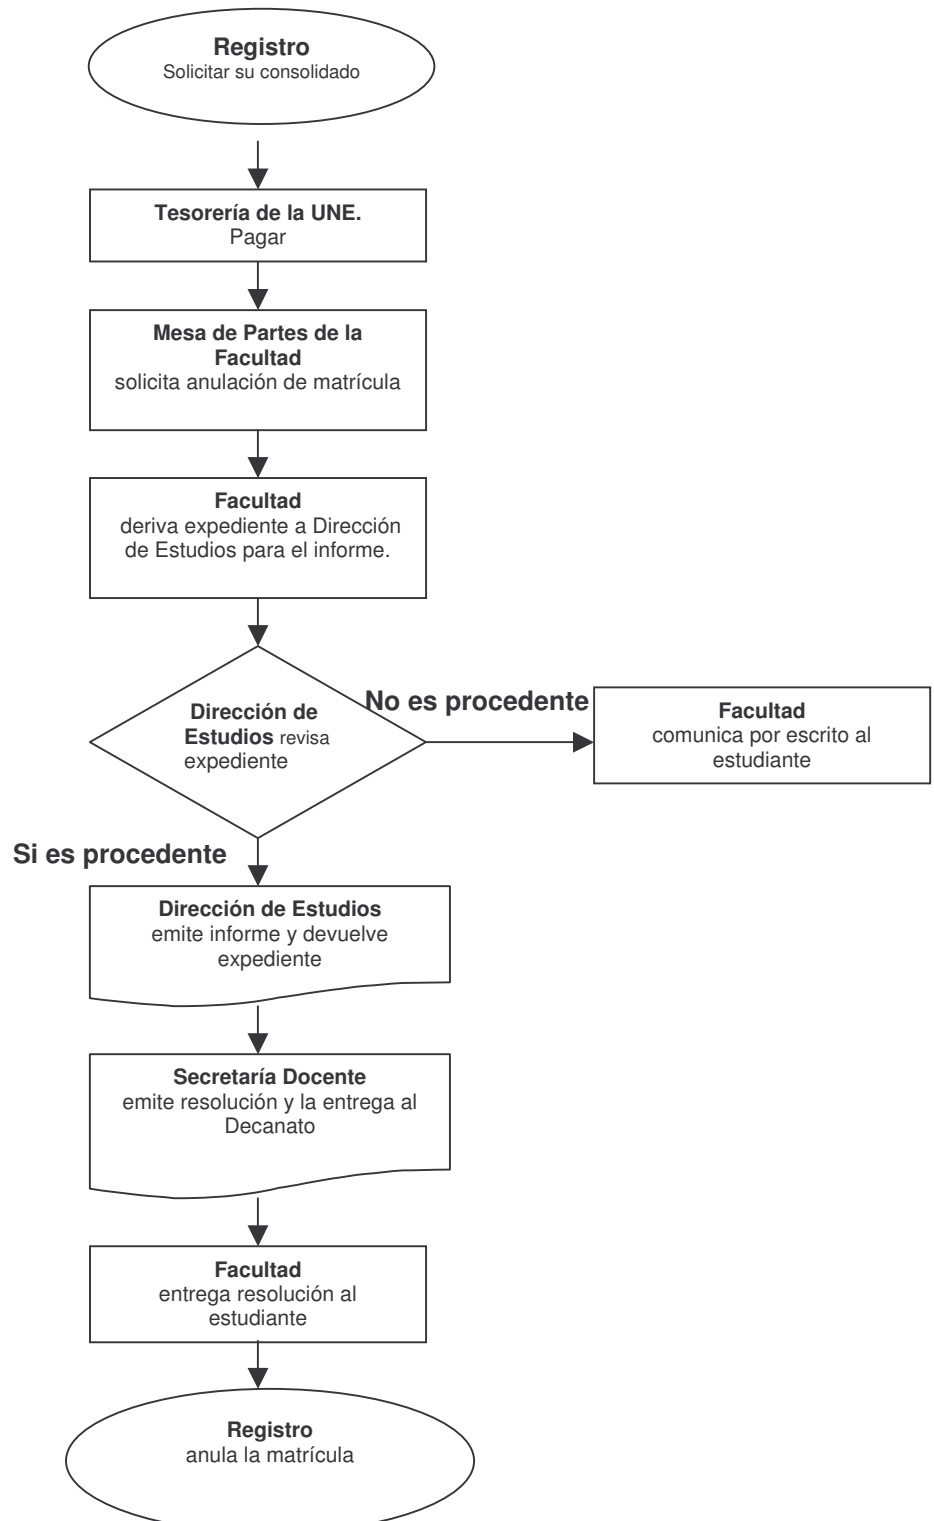 Registro
Solicitar su consolidado
Tesorería de la UNE.
Pagar
Mesa de Partes de la
Facultad
solicita anulación de matrícula
Facultad
deriva expediente a Dirección
de Estudios para el informe.
Dirección de
Estudios revisa
expediente
No es procedente
Facultad
comunica por escrito al
estudiante
Si es procedente
Dirección de Estudios
emite informe y devuelve
expediente
Secretaría Docente
emite resolución y la entrega al
Decanato
Facultad
entrega resolución al
estudiante
Registro
anula la matrícula